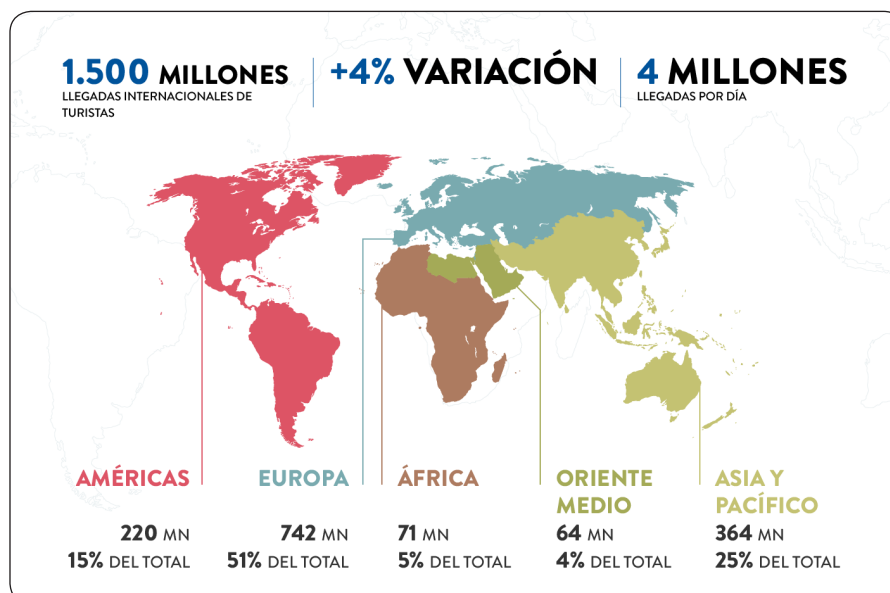 1.500 MILLONES
LLEGADAS INTERNACIONALES DE
TURISTAS
+4% VARIACIÓN
4 MILLONES
LLEGADAS POR DÍA
AMÉRICAS
220 MN
15% DEL TOTAL
EUROPA
742 MN
51% DEL TOTAL
ÁFRICA
71 MN
5% DEL TOTAL
ORIENTE
MEDIO
64 MN
4% DEL TOTAL
ASIA Y
PACÍFICO
364 MN
25% DEL TOTAL